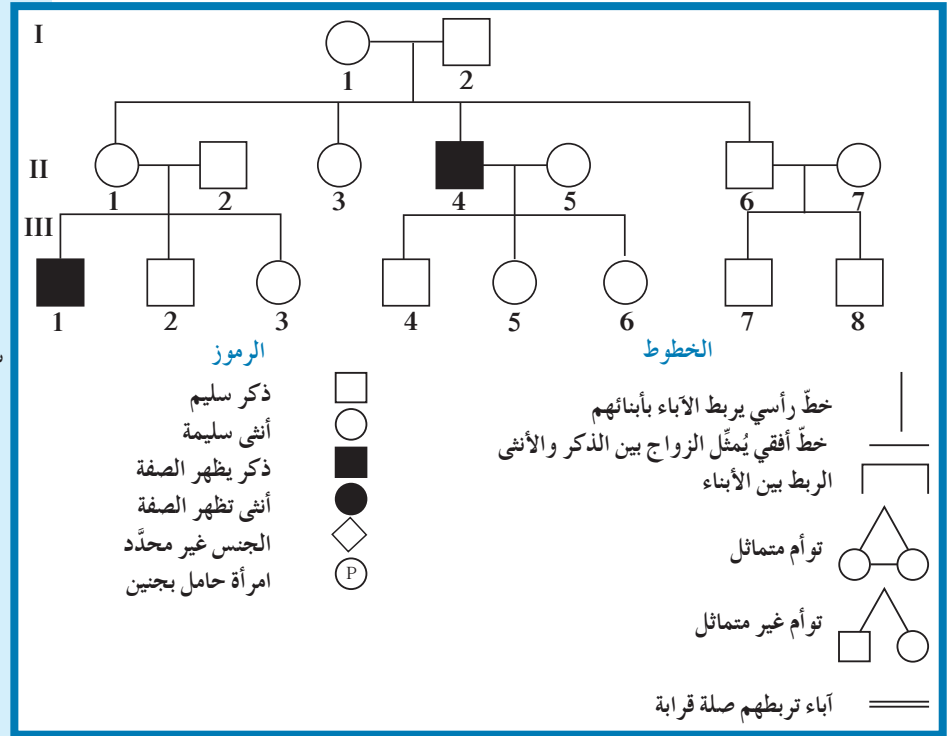 I
1 2
II
1 2 3 4 5 6 7
III
1 2 3 4 5 6 7 8
الرموز
ذكر سليم
أنثى سليمة
ذكر يظهر الصفة
أنثى تظهر الصفة
الجنس غير محدَّد
امرأة حامل بجنين
P
الخطوط
خطّ رأسي يربط الآباء بأبنائهم
خطّ أفقي يُمثِّل الزواج بين الذكر والأنثى
الربط بين الأبناء
توأم متماثل
توأم غير متماثل
آباء تربطهم صلة قرابة